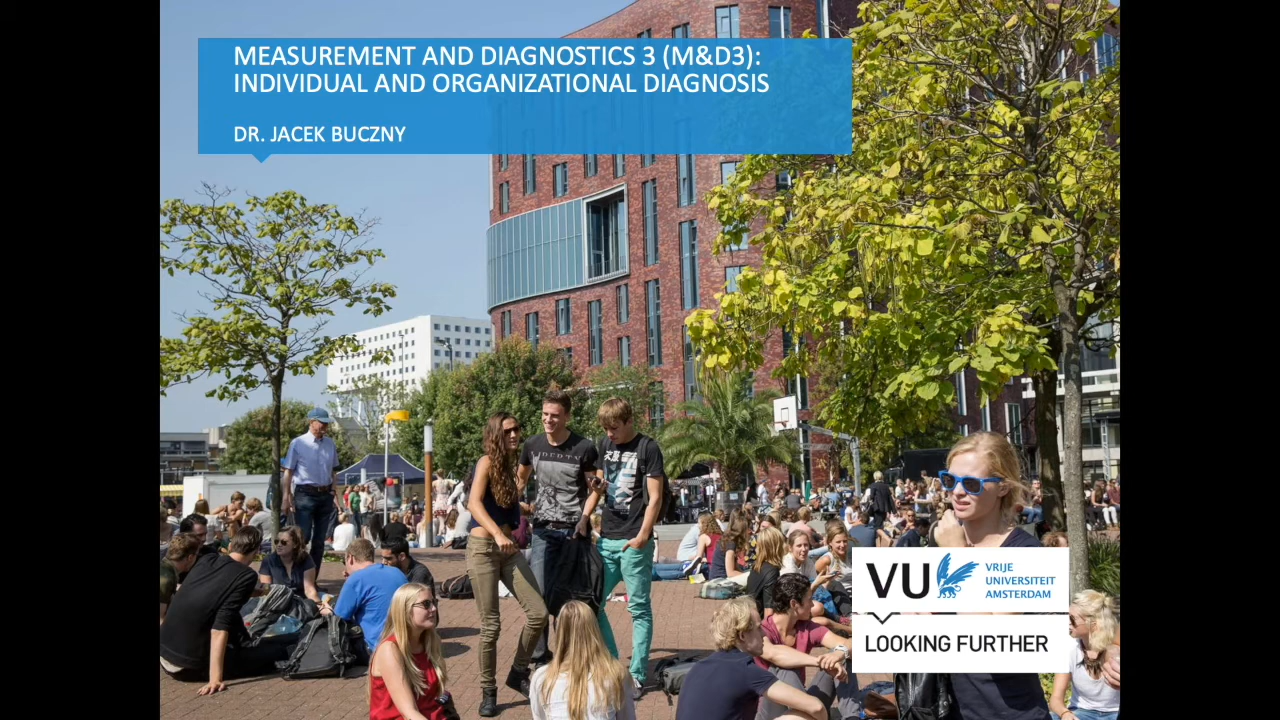 MEASUREMENT AND DIAGNOSTICS 3 (M&D3):
INDIVIDUAL AND ORGANIZATIONAL DIAGNOSIS
DR. JACEK BUCZNY
VU
VRIJE
UNIVERSITEIT
AMSTERDAM
LOOKING FURTHER